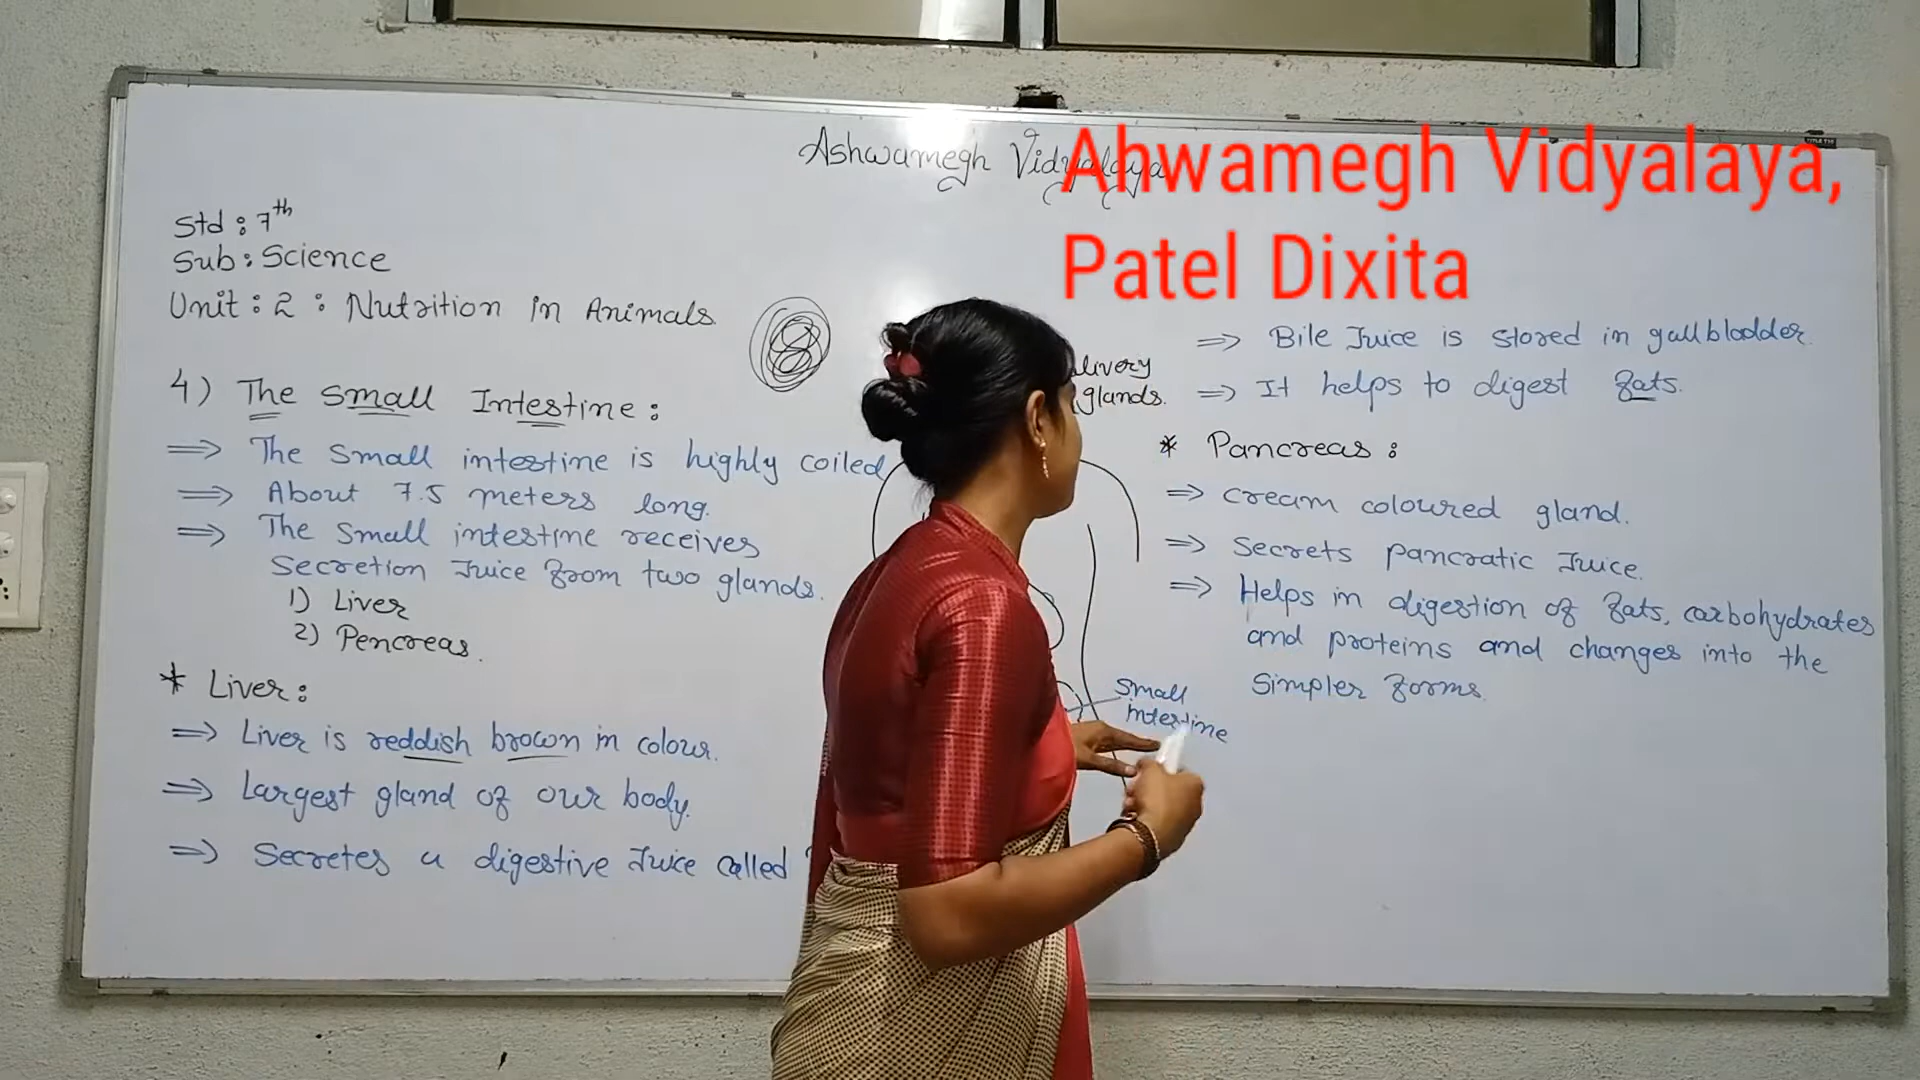 Ashwamegh Vidyalaya
Ahwamegh Vidyalaya,
Patel Dixita
Std : 7th
Sub : Science
Unit : 2 : Nutrition in Animals
4) The Small Intestine :
⇒ The small intestine is highly coiled
⇒ About 7.5 meters long.
⇒ The small intestine receives
Secretion Juice from two glands.
1) Liver
2) Pencreas.
* Liver :
⇒ Liver is reddish brown in colour.
⇒ Largest gland of our body.
⇒ Secretes a digestive Juice called
glands.
small
intestine
⇒ Bile Juice is stored in gallbladder.
⇒ It helps to digest fats.
* Pancreas :
⇒ cream coloured gland.
⇒ Secrets pancratic Juice.
⇒ Helps in digestion of fats, carbohydrates
and proteins and changes into the
Simpler forms.